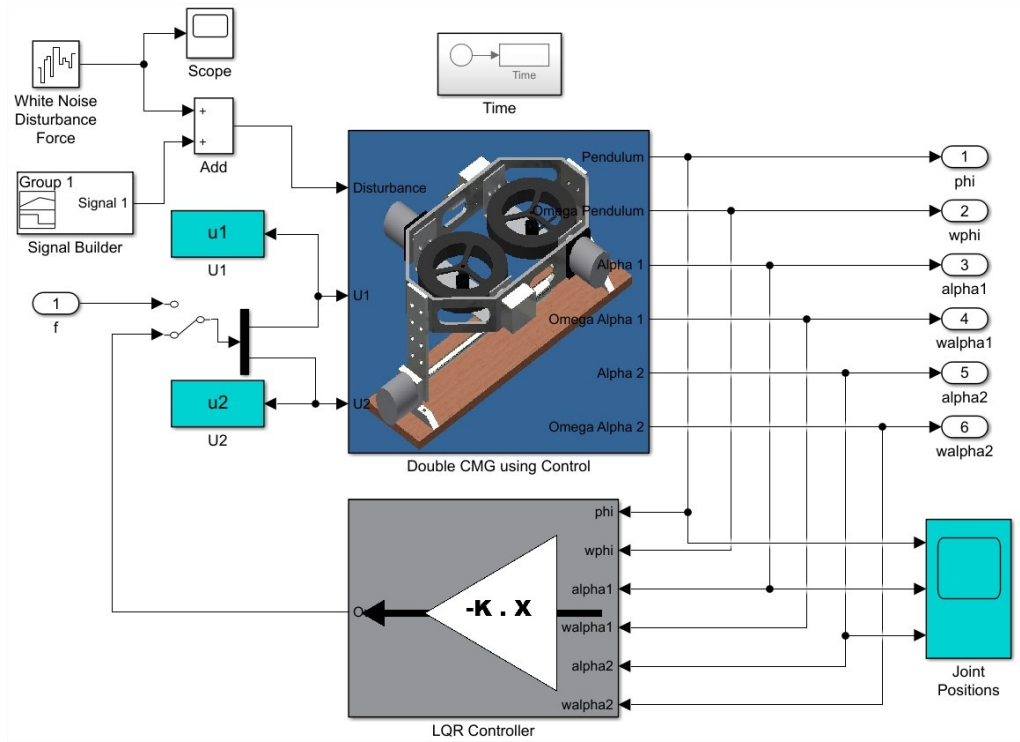 Scope
White Noise
Disturbance
Force
+
+
Add
Time
Time
Group 1
Signal 1
Signal Builder
u1
U1
1
f
u2
U2
Disturbance
U1
U2
Pendulum
Omega Pendulum
Alpha 1
Omega Alpha 1
Alpha 2
Omega Alpha 2
Double CMG using Control
1
phi
2
wphi
3
alpha1
4
walpha1
5
alpha2
6
walpha2
phi
wphi
alpha1
walpha1
alpha2
walpha2
-K . X
O
LQR Controller
Joint
Positions